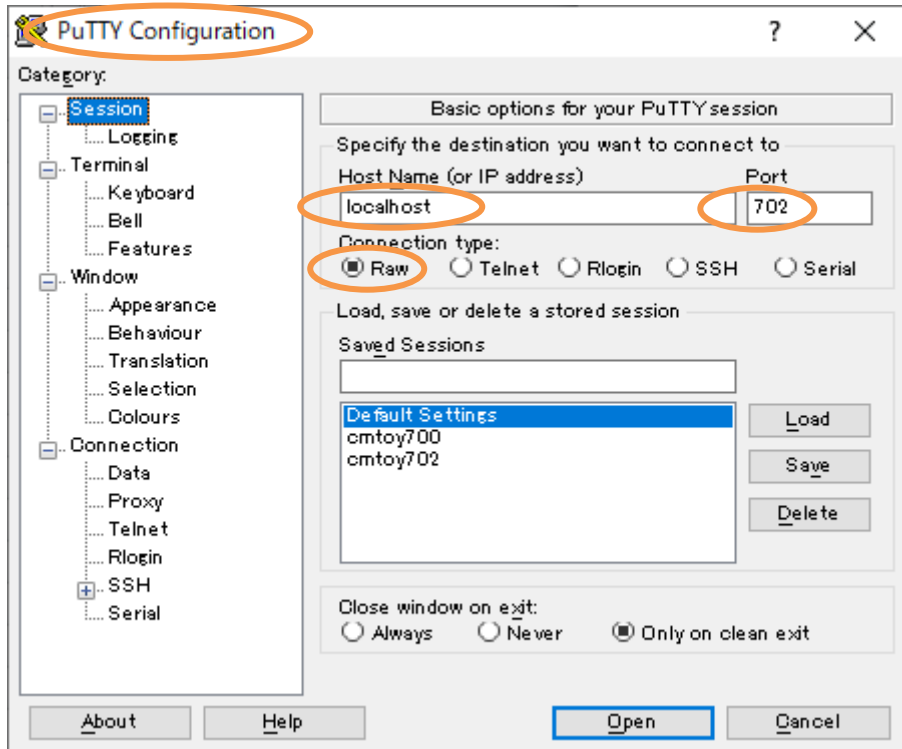 PuTTY Configuration
Category:
Session
Logging
Terminal
Keyboard
Bell
Features
Window
Appearance
Behaviour
Translation
Selection
Colours
Connection
Data
Proxy
Telnet
Rlogin
SSH
Serial
Basic options for your PuTTY session
Specify the destination you want to connect to
Host Name (or IP address) Port
localhost 702
Connection type:
Raw Telnet Rlogin SSH Serial
Load, save or delete a stored session
Saved Sessions
Default Settings
cmtoy700
cmtoy702
Load
Save
Delete
Close window on exit:
Always Never Only on clean exit
About Help Open Cancel